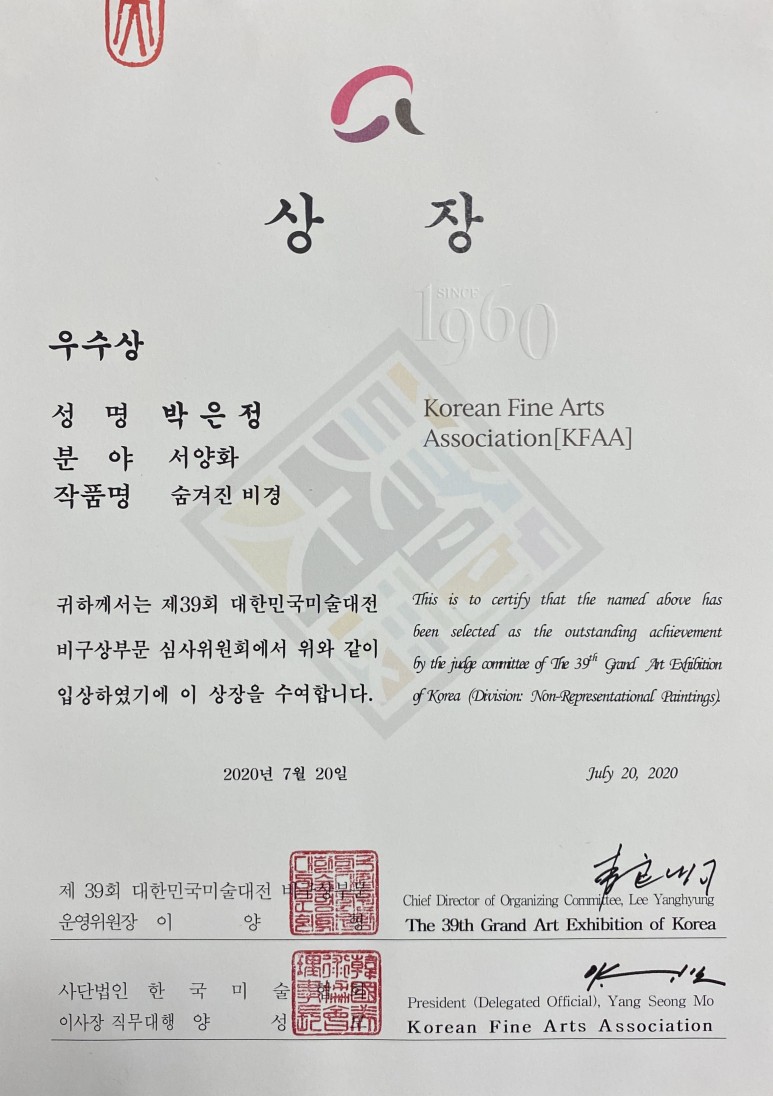 상 장
SINCE
1960
우수상
성 명 박은정
분 야 서양화
작품명 숨겨진 비경
Korean Fine Arts
Association[KFAA]
귀하께서는 제39회 대한민국미술대전
비구상부문 심사위원회에서 위와 같이
입상하였기에 이 상장을 수여합니다.
2020년 7월 20일
This is to certify that the named above has
been selected as the outstanding achievement
by the judge committee of The 39th Grand Art Exhibition
of Korea (Division: Non-Representational Paintings).
July 20, 2020
제 39회 대한민국미술대전 비구상부문
운영위원장 이 양 형
Chief Director of Organizing Committee, Lee Yanghyung
The 39th Grand Art Exhibition of Korea
사단법인 한 국 미 술 협 회
이사장 직무대행 양 성
President (Delegated Official), Yang Seong Mo
Korean Fine Arts Association